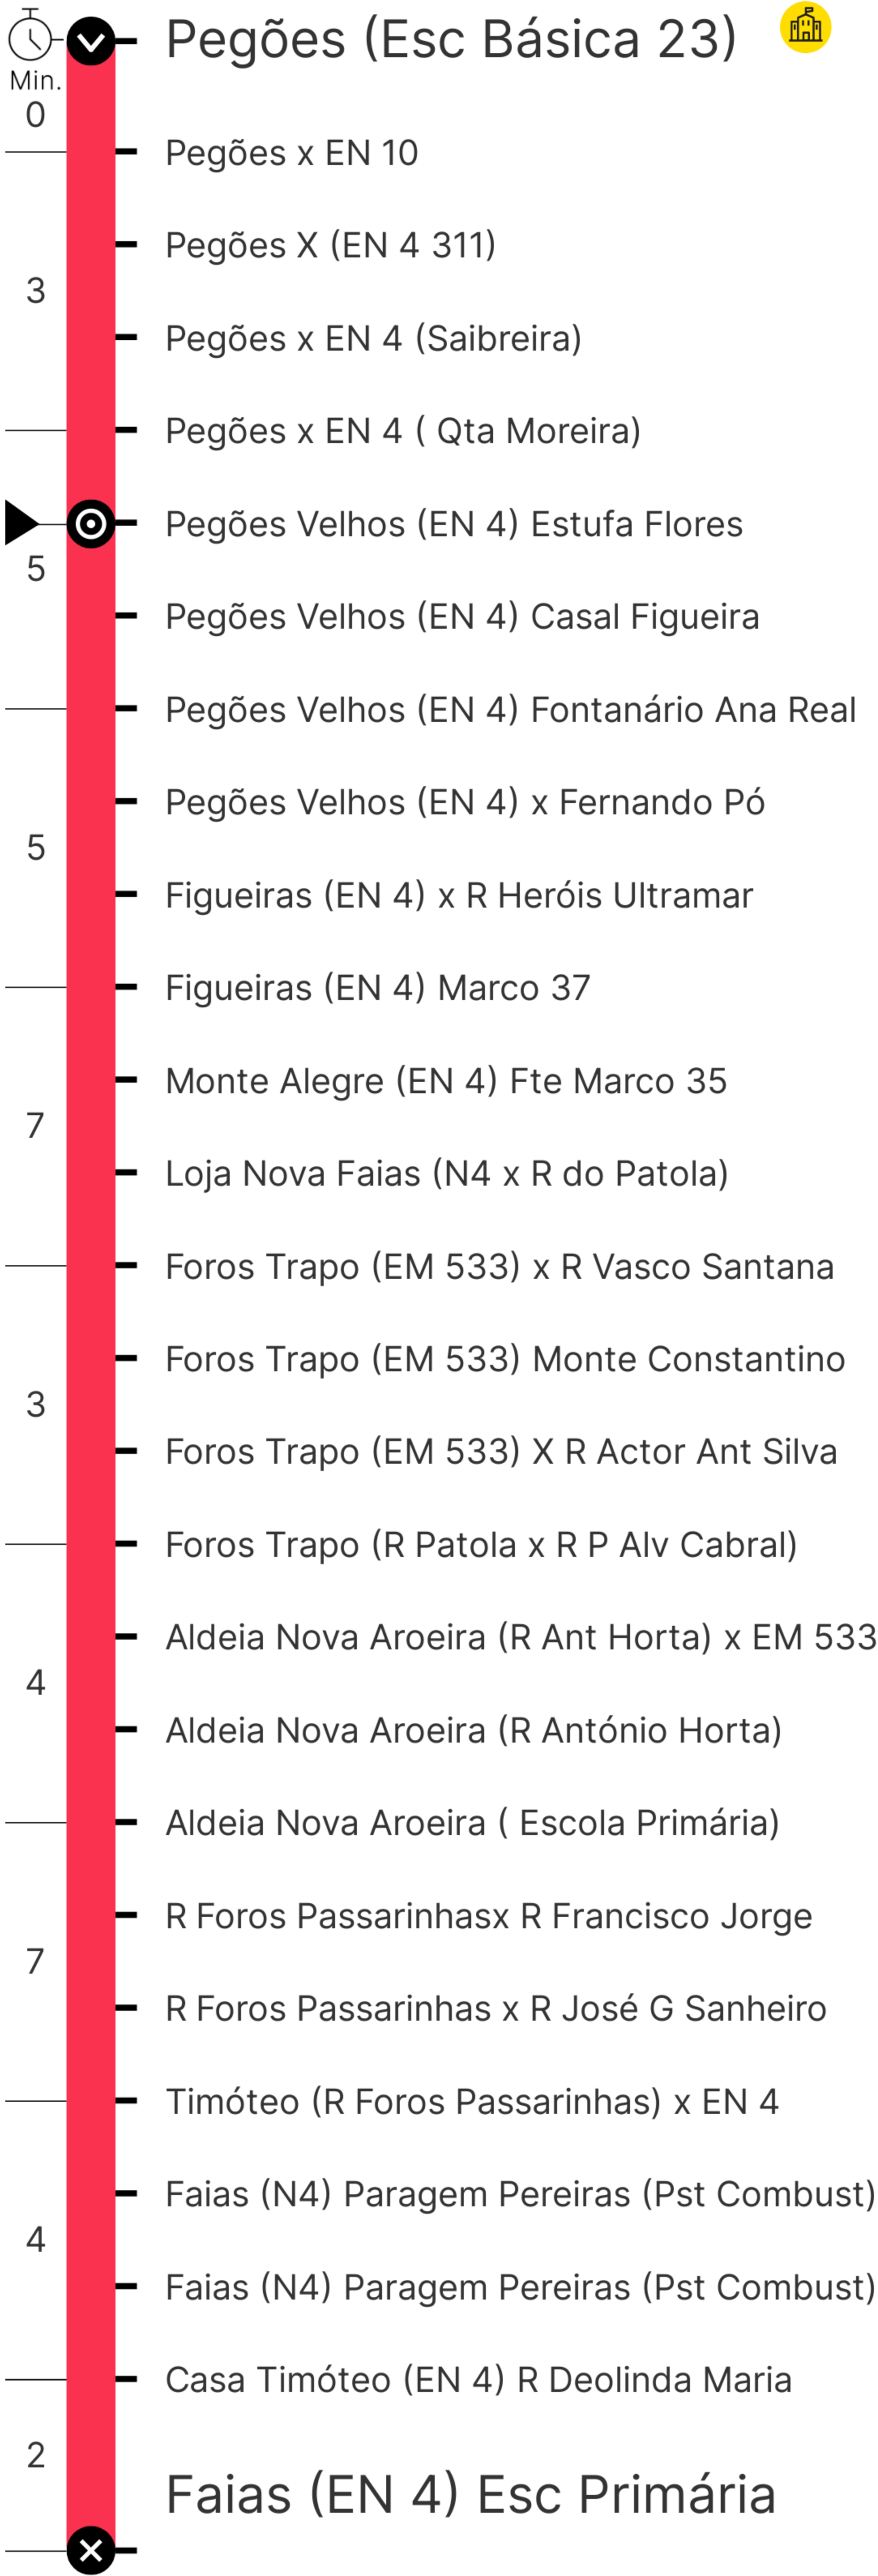 Pegões (Esc Básica 23)
Min.
0
Pegões x EN 10
Pegões X (EN 4 311)
3
Pegões x EN 4 (Saibreira)
Pegões x EN 4 ( Qta Moreira)
Pegões Velhos (EN 4) Estufa Flores
5
Pegões Velhos (EN 4) Casal Figueira
Pegões Velhos (EN 4) Fontanário Ana Real
Pegões Velhos (EN 4) x Fernando Pó
5
Figueiras (EN 4) x R Heróis Ultramar
Figueiras (EN 4) Marco 37
Monte Alegre (EN 4) Fte Marco 35
7
Loja Nova Faias (N4 x R do Patola)
Foros Trapo (EM 533) x R Vasco Santana
Foros Trapo (EM 533) Monte Constantino
3
Foros Trapo (EM 533) X R Actor Ant Silva
Foros Trapo (R Patola x R P Alv Cabral)
Aldeia Nova Aroeira (R Ant Horta) x EM 533
4
Aldeia Nova Aroeira (R António Horta)
Aldeia Nova Aroeira ( Escola Primária)
R Foros Passarinhasx R Francisco Jorge
7
R Foros Passarinhas x R José G Sanheiro
Timóteo (R Foros Passarinhas) x EN 4
Faias (N4) Paragem Pereiras (Pst Combust)
4
Faias (N4) Paragem Pereiras (Pst Combust)
Casa Timóteo (EN 4) R Deolinda Maria
2
Faias (EN 4) Esc Primária